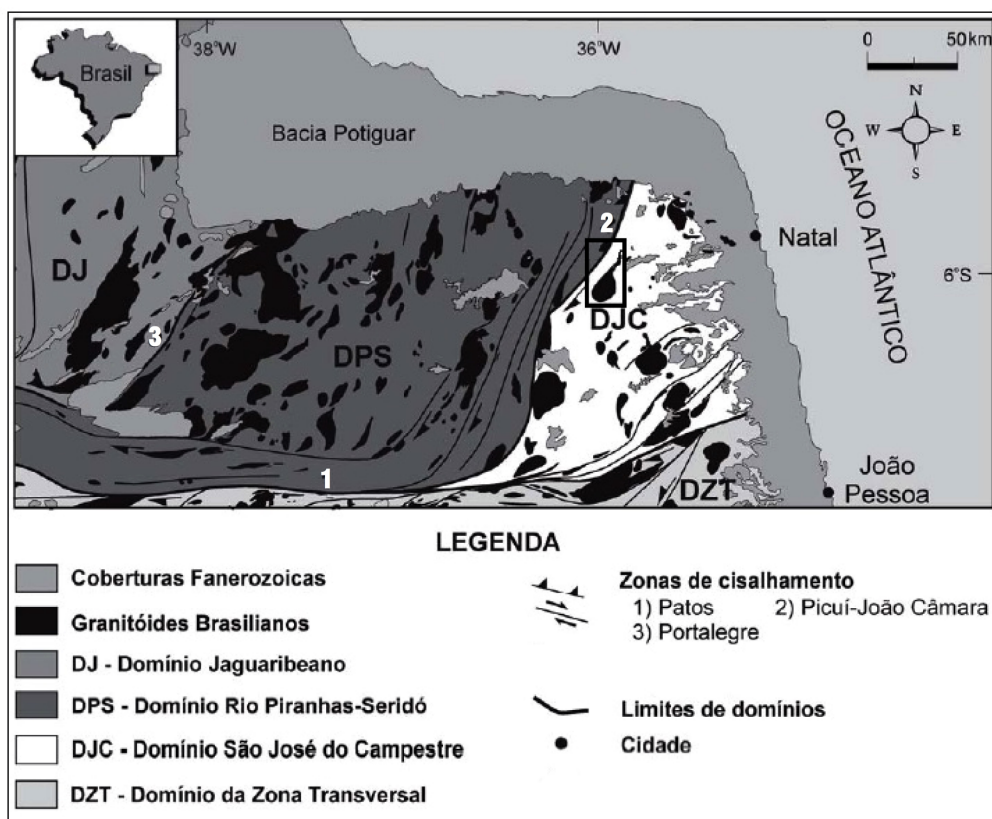 38°W
36°W
0 50km
Brasil
N
W E
S
Bacia Potiguar
OCEANO ATLÂNTICO
2
Natal
6°S
DJ
3
DJC
DPS
1
DZT
João
Pessoa
LEGENDA
Coberturas Fanerozoicas
Granitóides Brasilianos
DJ - Domínio Jaguaribeano
DPS - Domínio Rio Piranhas-Seridó
DJC - Domínio São José do Campestre
DZT - Domínio da Zona Transversal
Zonas de cisalhamento
1) Patos 2) Picuí-João Câmara
3) Portalegre
Limites de domínios
Cidade